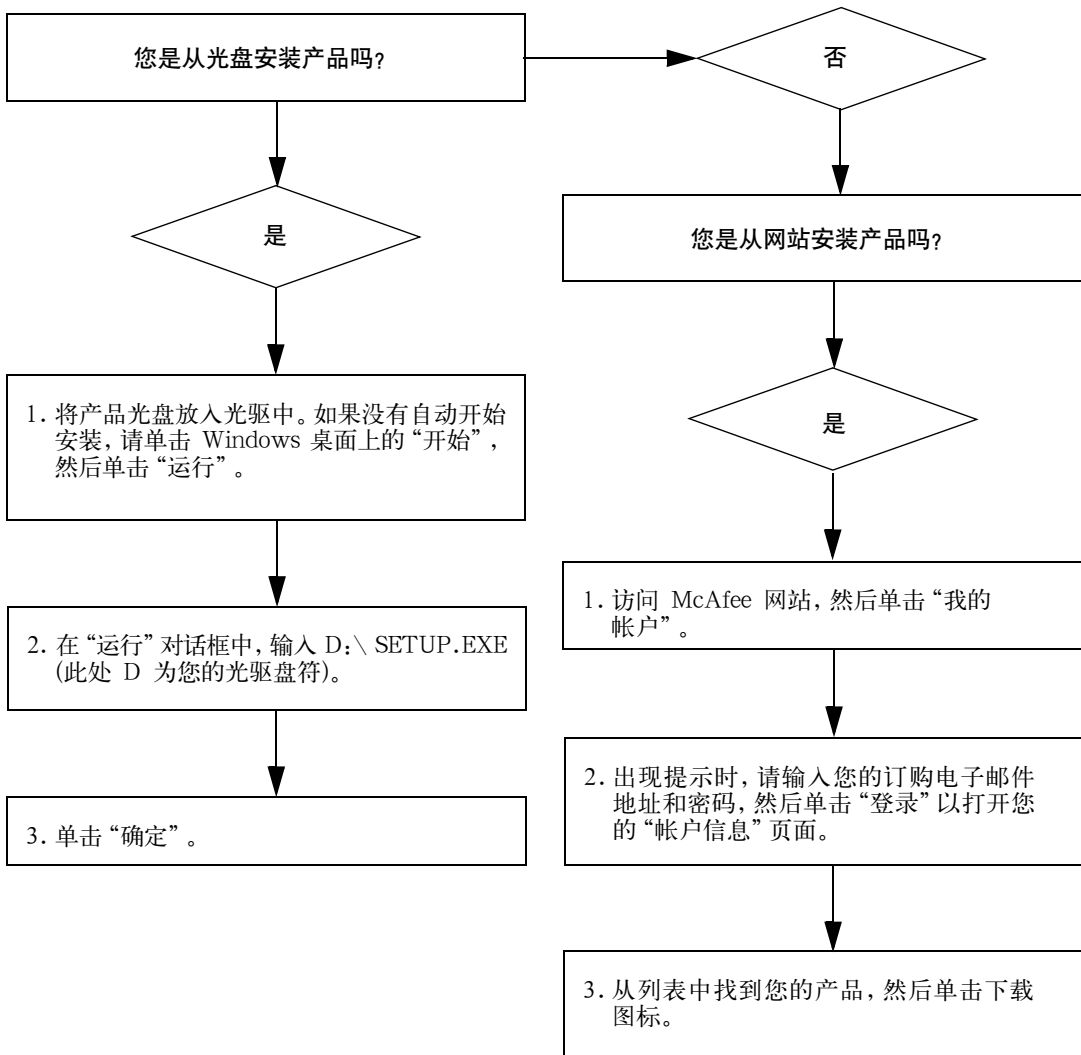 您是从光盘安装产品吗?
是
1. 将产品光盘放入光驱中。如果没有自动开始
安装, 请单击 Windows 桌面上的“开始”,
然后单击“运行”。
2. 在“运行”对话框中, 输入 D:\ SETUP.EXE
(此处 D 为您的光驱盘符)。
3. 单击“确定”。
否
您是从网站安装产品吗?
是
1. 访问 McAfee 网站, 然后单击“我的
帐户”。
2. 出现提示时, 请输入您的订购电子邮件
地址和密码, 然后单击“登录”以打开您
的“帐户信息”页面。
3. 从列表中找到您的产品, 然后单击下载
图标。